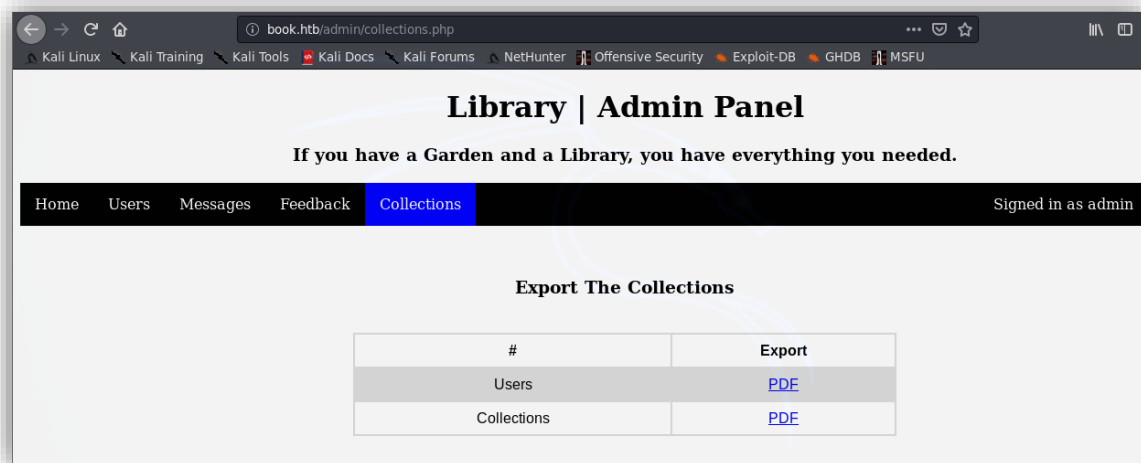 book.htb/admin/collections.php
Kali Linux Kali Training Kali Tools Kali Docs Kali Forums NetHunter Offensive Security Exploit-DB GHDB MSFU
Library | Admin Panel
If you have a Garden and a Library, you have everything you needed.
Home Users Messages Feedback Collections Signed in as admin
Export The Collections
# Export
Users PDF
Collections PDF